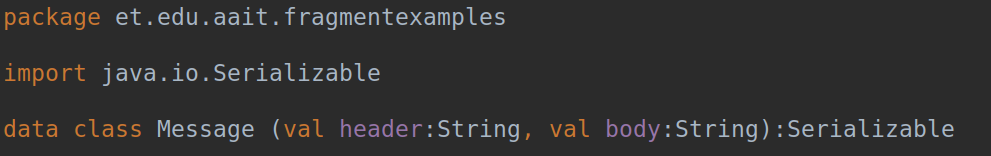 package et.edu.aait.fragmentexamples
import java.io.Serializable
data class Message (val header:String, val body:String):Serializable